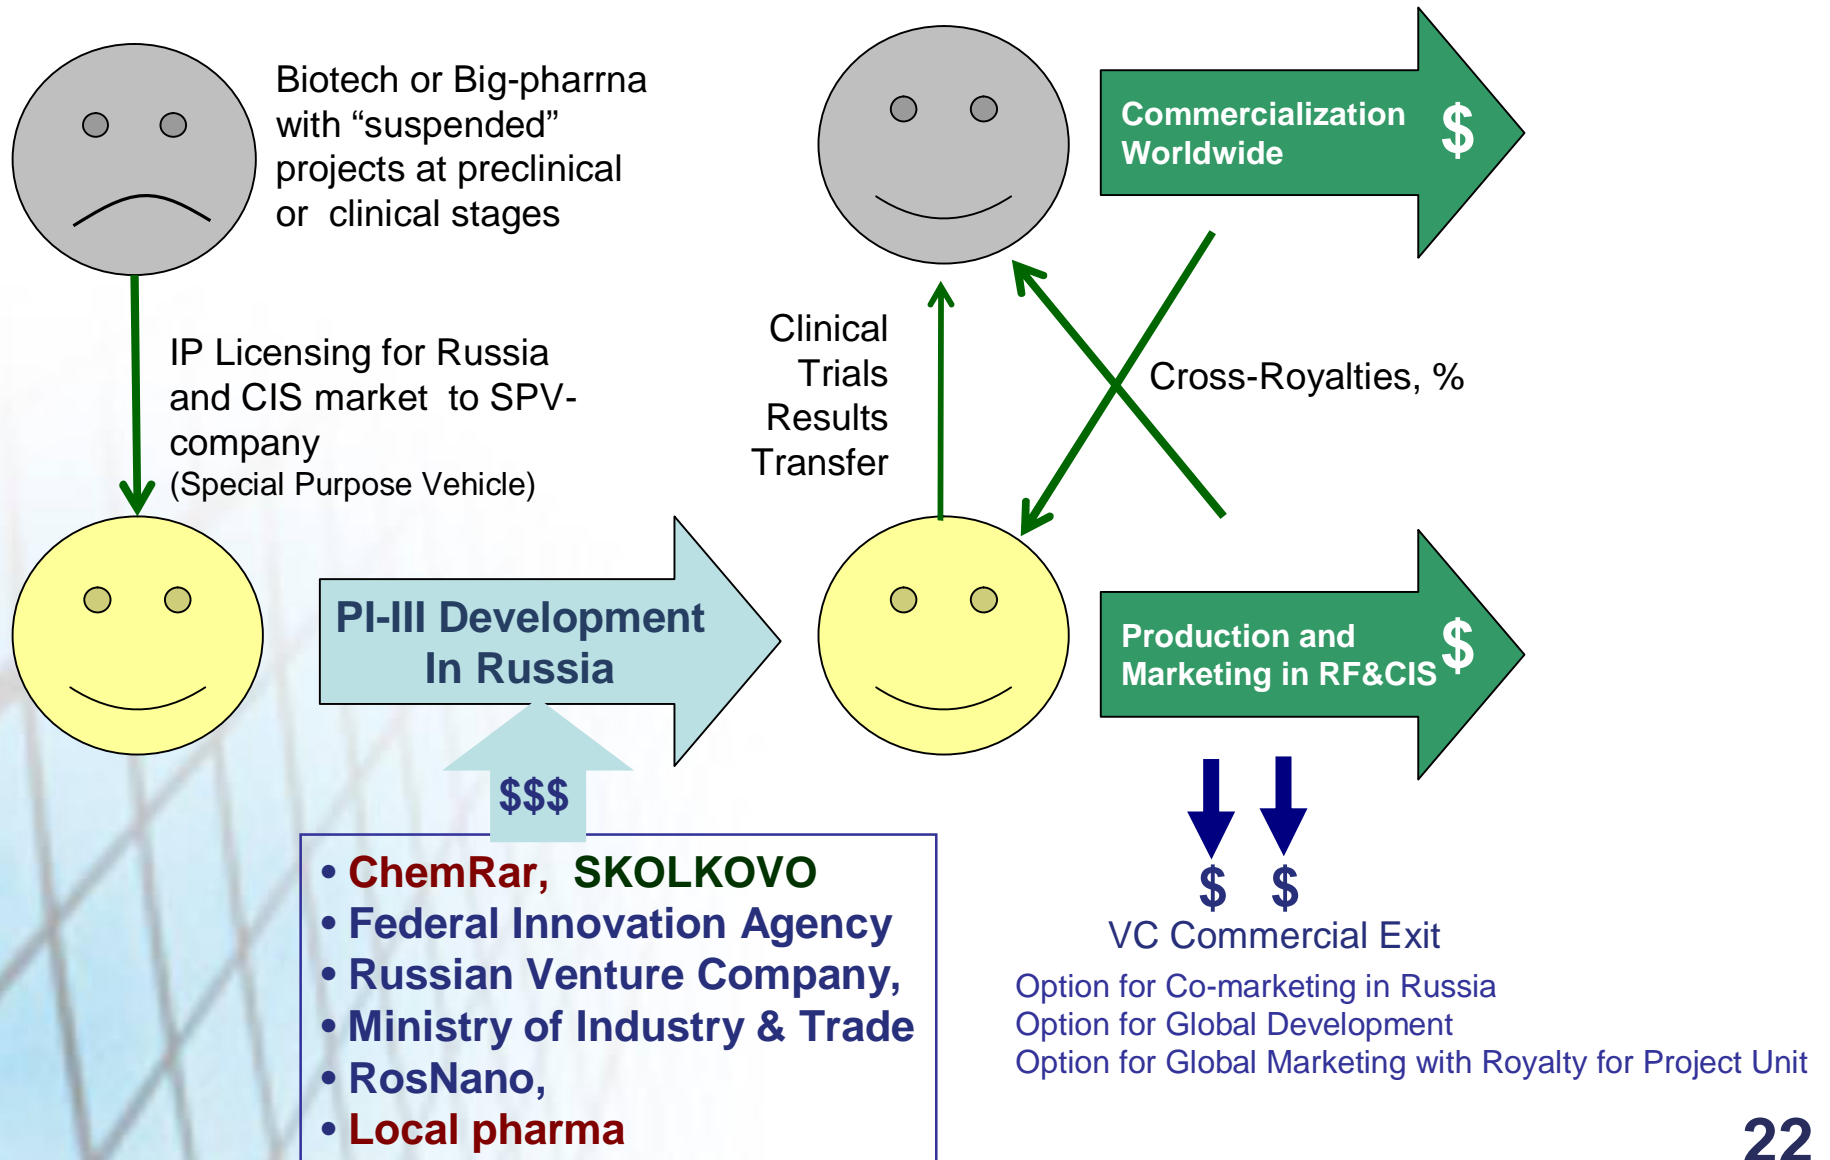 Biotech or Big-pharma
with “suspended”
projects at preclinical
or clinical stages
Commercialization
Worldwide
$
IP Licensing for Russia
and CIS market to SPV-
company
(Special Purpose Vehicle)
Clinical
Trials
Results
Transfer
Cross-Royalties, %
PI-III Development
In Russia
Production and
Marketing in RF&CIS
$
$$$
• ChemRar, SKOLKOVO
• Federal Innovation Agency
• Russian Venture Company,
• Ministry of Industry & Trade
• RosNano,
• Local pharma
$ $
VC Commercial Exit
Option for Co-marketing in Russia
Option for Global Development
Option for Global Marketing with Royalty for Project Unit
22